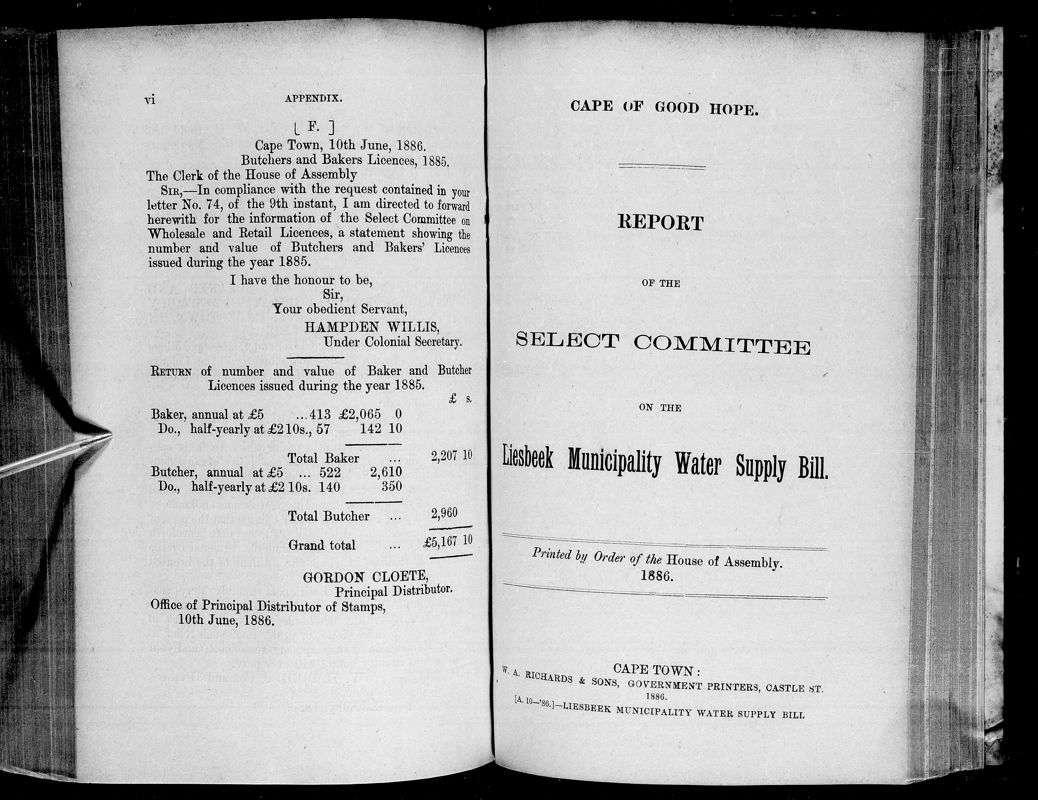 vi APPENDIX.
[ F. ]
Cape Town, 10th June, 1886.
Butchers and Bakers Licences, 1885.
The Clerk of the House of Assembly
SIR,—In compliance with the request contained in your
letter No. 74, of the 9th instant, I am directed to forward
herewith for the information of the Select Committee on
Wholesale and Retail Licences, a statement showing the
number and value of Butchers and Bakers' Licences
issued during the year 1885.
I have the honour to be,
Sir,
Your obedient Servant,
HAMPDEN WILLIS,
Under Colonial Secretary.
RETURN of number and value of Baker and Butcher
Licences issued during the year 1885.
£ s.
Baker, annual at £5 ...413 £2,065 0
Do., half-yearly at £2 10s., 57 142 10
Total Baker ... 2,207 10
Butcher, annual at £5 ... 522 2,610
Do., half-yearly at £2 10s. 140 350
Total Butcher ... 2,960
Grand total ... £5,167 10
GORDON CLOETE,
Principal Distributor.
Office of Principal Distributor of Stamps,
10th June, 1886.
CAPE OF GOOD HOPE.
REPORT
OF THE
SELECT COMMITTEE
ON THE
Liesbeek Municipality Water Supply Bill.
Printed by Order of the House of Assembly.
1886.
CAPE TOWN:
W. A. RICHARDS & SONS, GOVERNMENT PRINTERS, CASTLE ST.
1886.
[A. 10—'86.]—LIESBEEK MUNICIPALITY WATER SUPPLY BILL